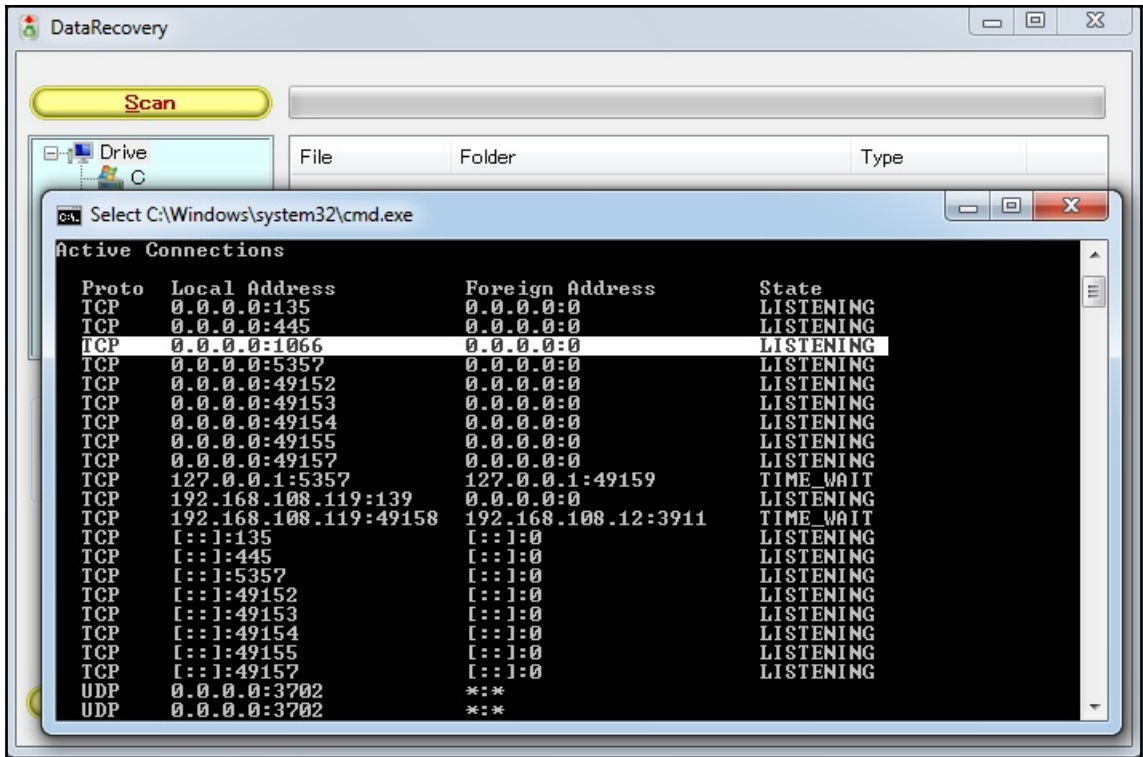 DataRecovery
Scan
Drive
C
File Folder Type
Select C:\Windows\system32\cmd.exe
Active Connections
Proto Local Address Foreign Address State
TCP 0.0.0.0:135 0.0.0.0:0 LISTENING
TCP 0.0.0.0:445 0.0.0.0:0 LISTENING
TCP 0.0.0.0:1066 0.0.0.0:0 LISTENING
TCP 0.0.0.0:5357 0.0.0.0:0 LISTENING
TCP 0.0.0.0:49152 0.0.0.0:0 LISTENING
TCP 0.0.0.0:49153 0.0.0.0:0 LISTENING
TCP 0.0.0.0:49154 0.0.0.0:0 LISTENING
TCP 0.0.0.0:49155 0.0.0.0:0 LISTENING
TCP 0.0.0.0:49157 0.0.0.0:0 LISTENING
TCP 127.0.0.1:5357 127.0.0.1:49159 TIME_WAIT
TCP 192.168.108.119:139 0.0.0.0:0 LISTENING
TCP 192.168.108.119:49158 192.168.108.12:3911 TIME_WAIT
TCP [::]:135 [::]:0 LISTENING
TCP [::]:445 [::]:0 LISTENING
TCP [::]:5357 [::]:0 LISTENING
TCP [::]:49152 [::]:0 LISTENING
TCP [::]:49153 [::]:0 LISTENING
TCP [::]:49154 [::]:0 LISTENING
TCP [::]:49155 [::]:0 LISTENING
TCP [::]:49157 [::]:0 LISTENING
UDP 0.0.0.0:3702 *:*
UDP 0.0.0.0:3702 *:*